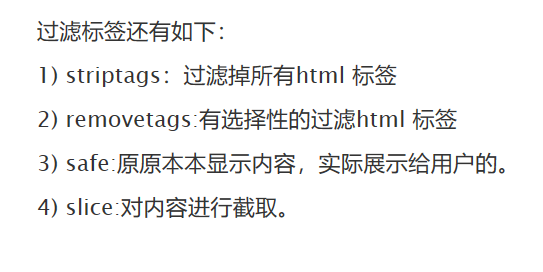 过滤标签还有如下：
1) striptags：过滤掉所有html 标签
2) removetags:有选择性的过滤html 标签
3) safe:原原本本显示内容，实际展示给用户的。
4) slice:对内容进行截取。